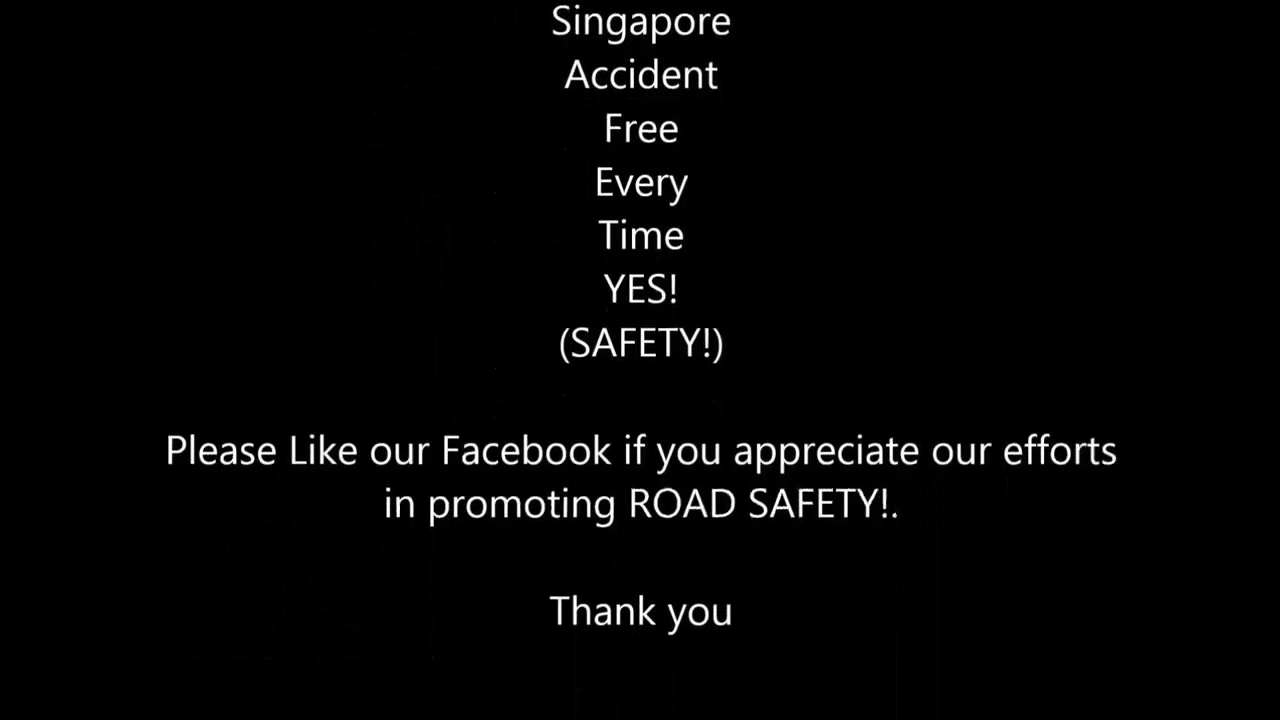 Singapore
Accident
Free
Every
Time
YES!
(SAFETY!)
Please Like our Facebook if you appreciate our efforts
in promoting ROAD SAFETY!.
Thank you